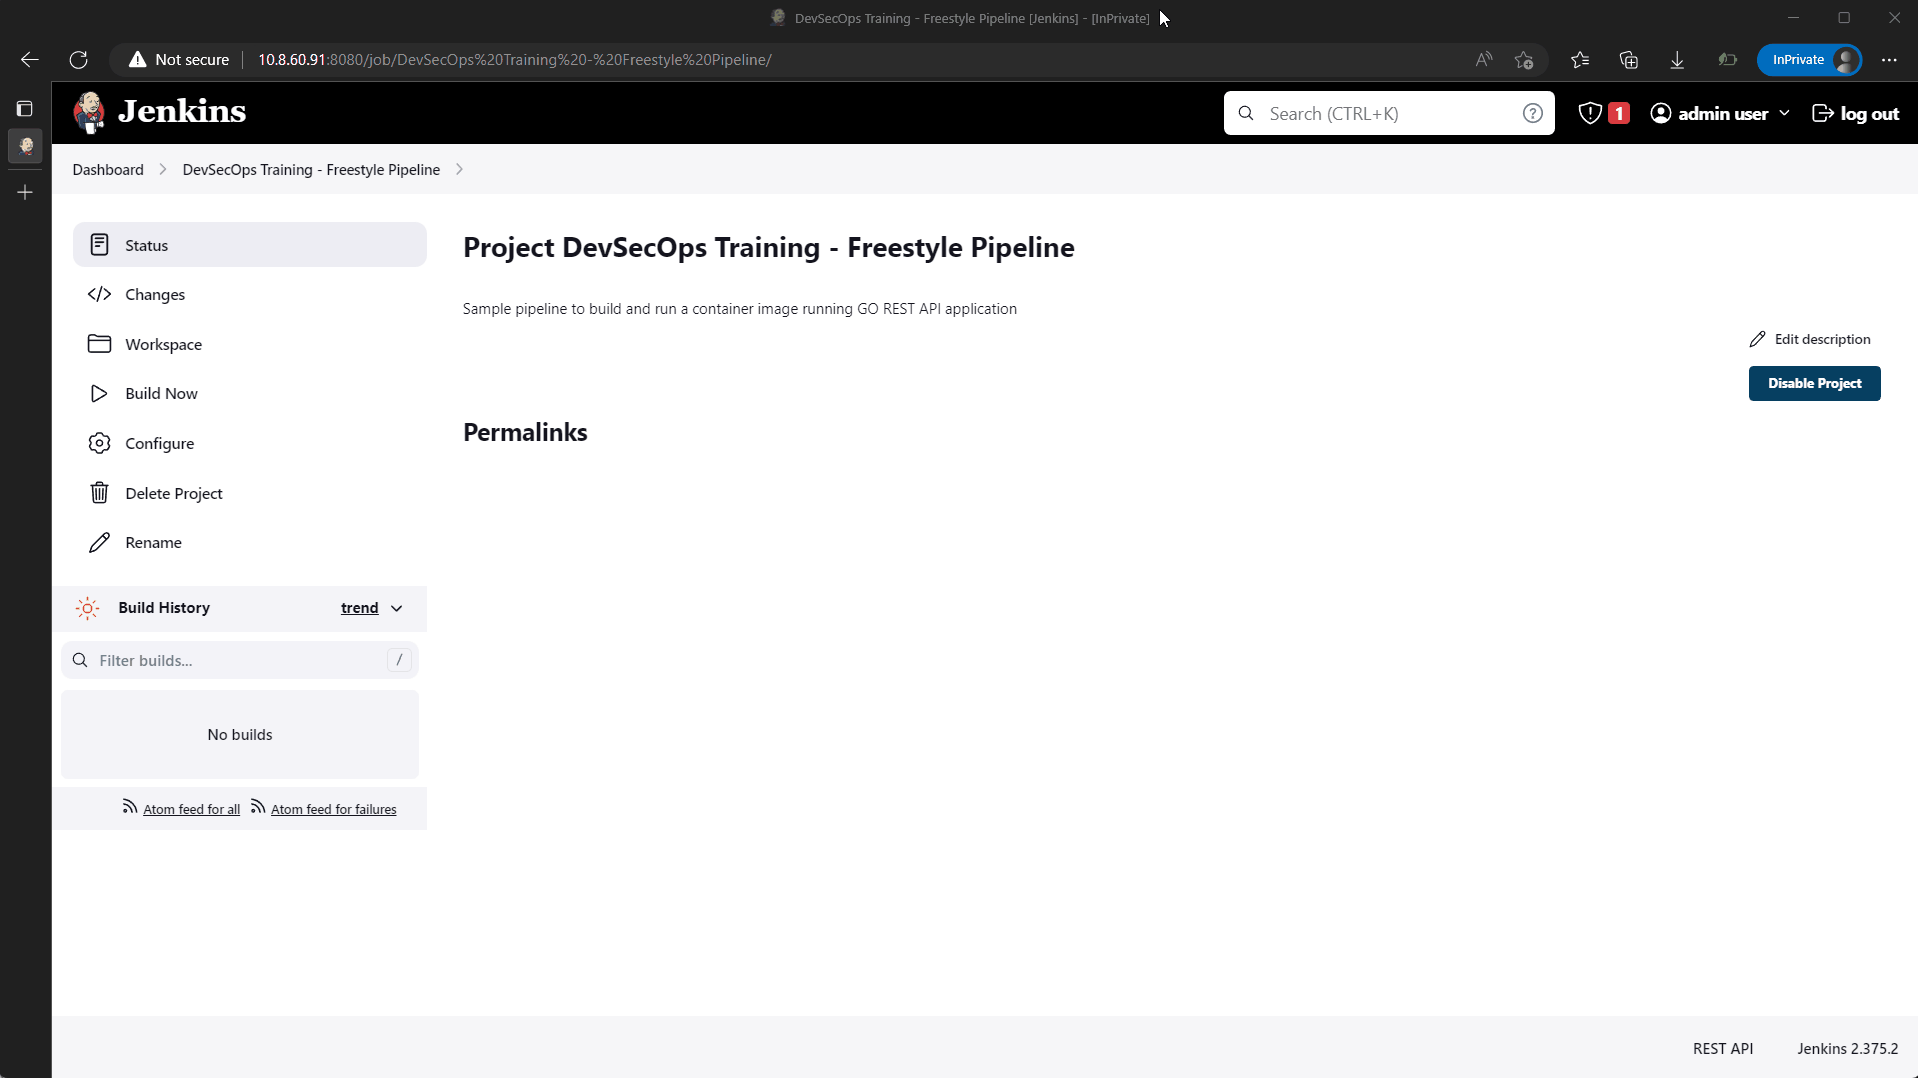 DevSecOps Training - Freestyle Pipeline [Jenkins] - [InPrivate]
Not secure 10.8.60.91:8080/job/DevSecOps%20Training%20-%20Freestyle%20Pipeline/
InPrivate
Jenkins
Search (CTRL+K)
1
admin user
log out
Dashboard
DevSecOps Training - Freestyle Pipeline
Status
Changes
Workspace
Build Now
Configure
Delete Project
Rename
Build History
trend
Filter builds...
/
No builds
Atom feed for all
Atom feed for failures
Project DevSecOps Training - Freestyle Pipeline
Sample pipeline to build and run a container image running GO REST API application
Edit description
Disable Project
Permalinks
REST API
Jenkins 2.375.2